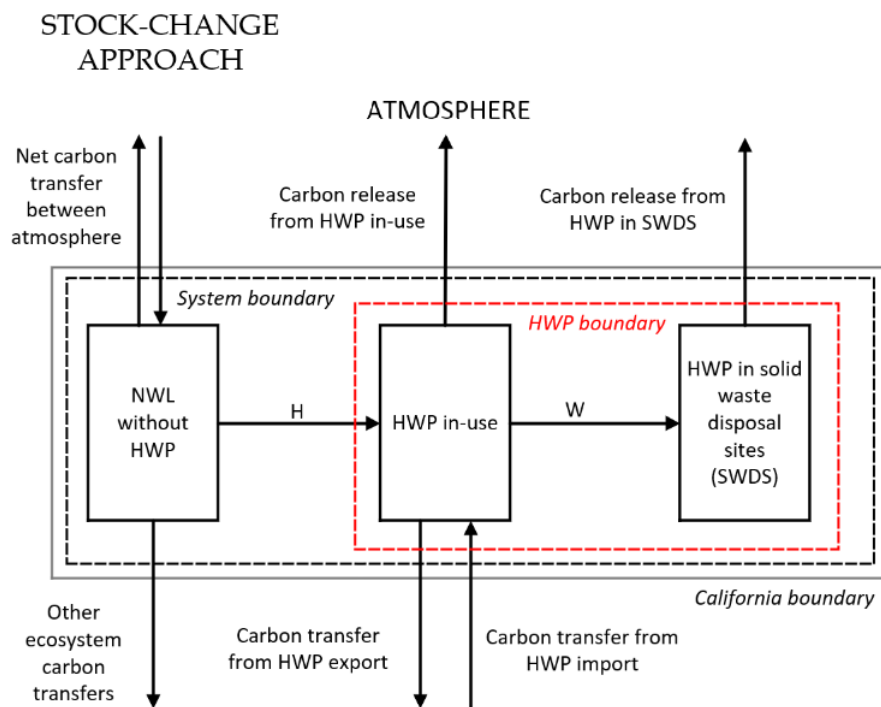 STOCK-CHANGE
APPROACH
ATMOSPHERE
Net carbon
transfer
between
atmosphere
Carbon release
from HWP in-use
Carbon release from
HWP in SWDS
System boundary
HWP boundary
NWL
without
HWP
H
HWP in-use
W
HWP in solid
waste
disposal
sites
(SWDS)
California boundary
Other
ecosystem
carbon
transfers
Carbon transfer
from HWP export
Carbon transfer from
HWP import